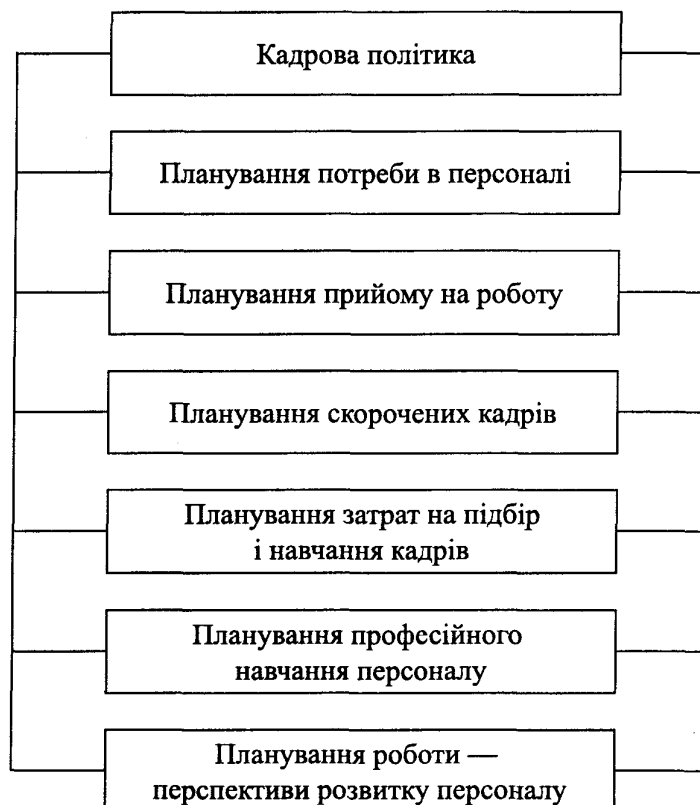 Кадрова політика
Планування потреби в персоналі
Планування прийому на роботу
Планування скорочених кадрів
Планування затрат на підбір
і навчання кадрів
Планування професійного
навчання персоналу
Планування роботи —
перспективи розвитку персоналу